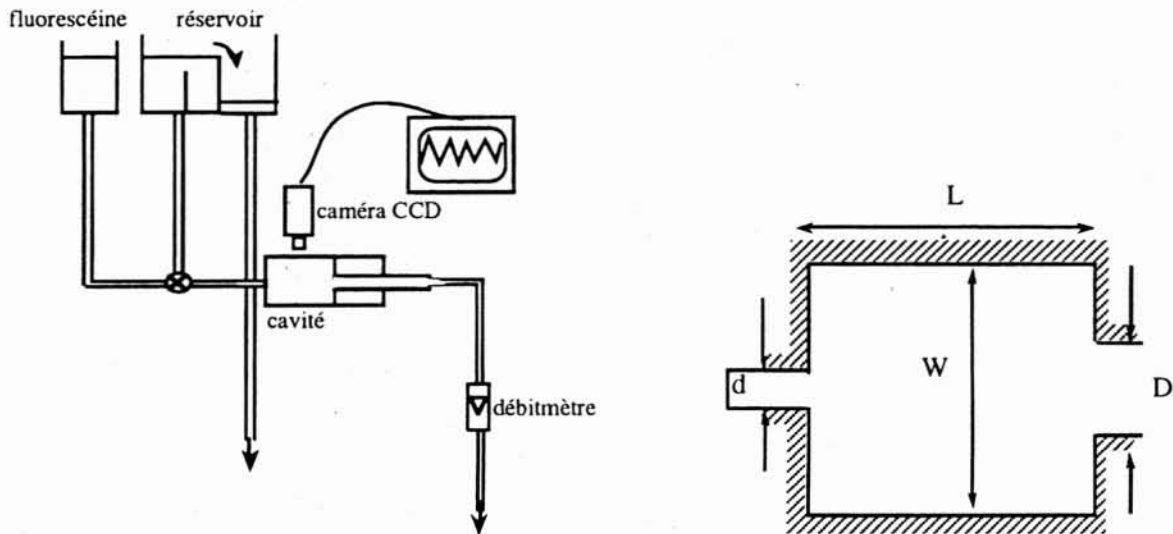 fluorescéine
réservoir
caméra CCD
cavité
débitmètre
L
W
d
D